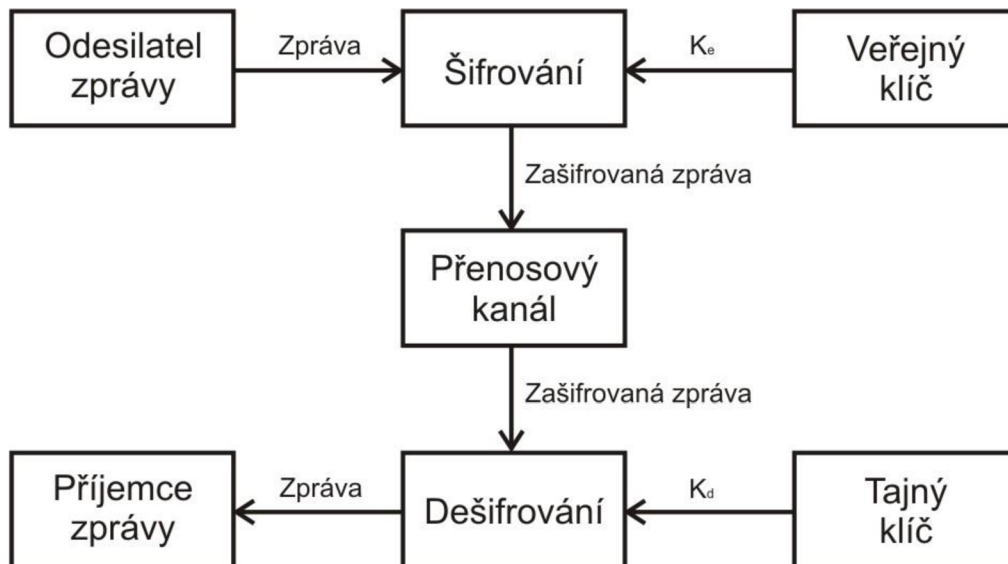 Odesilatel
zprávy
Zpráva
Šifrování
Kₑ
Veřejný
klíč
Zašifrovaná zpráva
Přenosový
kanál
Zašifrovaná zpráva
Příjemce
zprávy
Zpráva
Dešifrování
K_d
Tajný
klíč